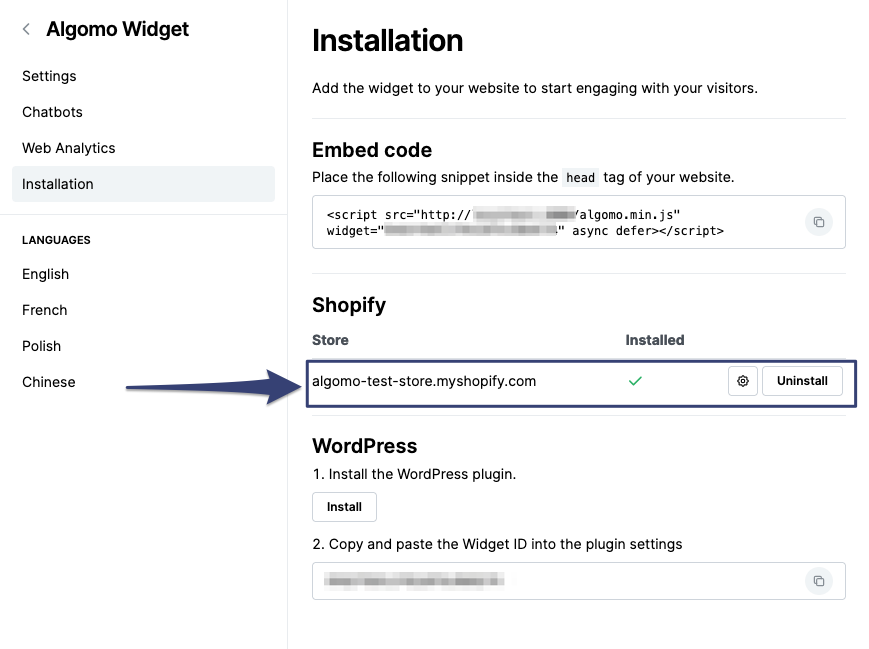 Algomo Widget
Settings
Chatbots
Web Analytics
Installation
LANGUAGES
English
French
Polish
Chinese
Installation
Add the widget to your website to start engaging with your visitors.
Embed code
Place the following snippet inside the head tag of your website.
<script src="http:// /algomo.min.js"
widget=" " async defer></script>
Shopify
Store Installed
algomo-test-store.myshopify.com Uninstall
WordPress
1. Install the WordPress plugin.
Install
2. Copy and paste the Widget ID into the plugin settings